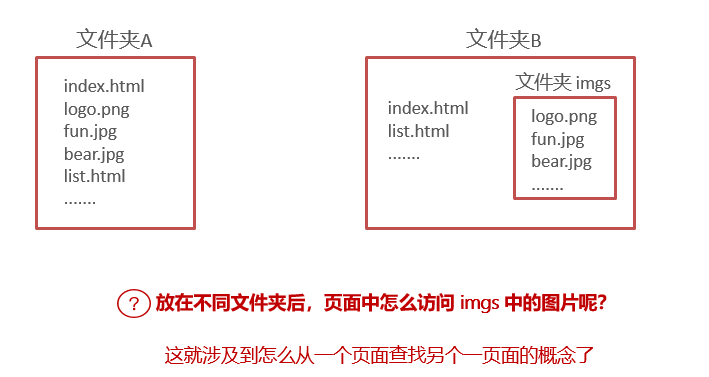 文件夹A
index.html
logo.png
fun.jpg
bear.jpg
list.html
.......
文件夹B
index.html
list.html
.......
文件夹 imgs
logo.png
fun.jpg
bear.jpg
.......
? 放在不同文件夹后，页面中怎么访问 imgs 中的图片呢？
这就涉及到怎么从一个页面查找另个一页面的概念了